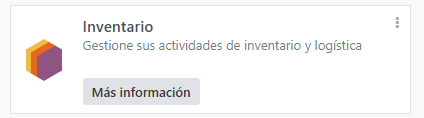 Inventario
Gestione sus actividades de inventario y logística
Más información